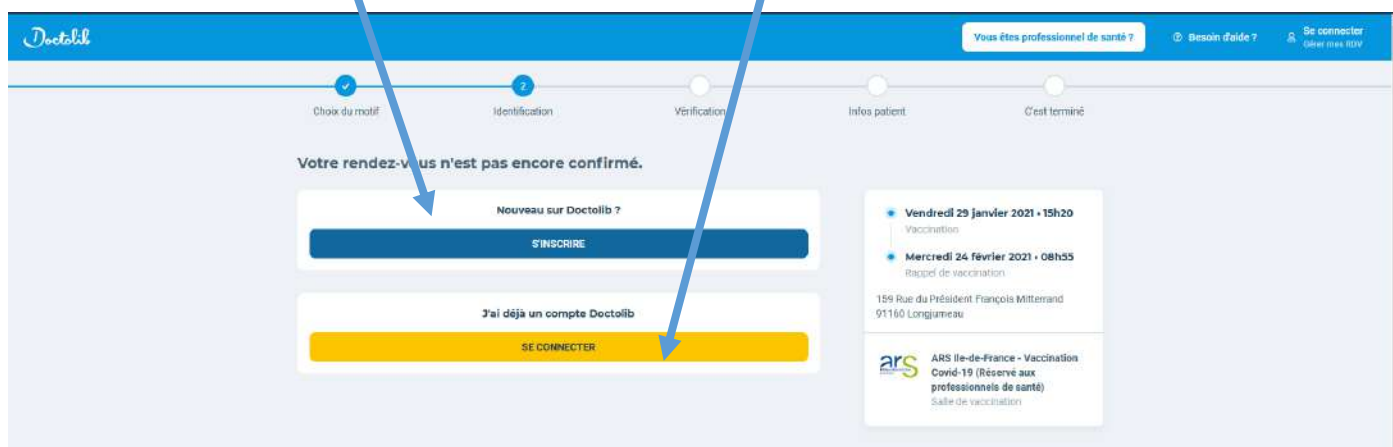 Doctolib
Vous êtes professionnel de santé ?
Besoin d'aide ?
Se connecter
Gérer mes RDV
2
Choix du motif
Identification
Vérification
Infos patient
C'est terminé
Votre rendez-vous n'est pas encore confirmé.
Nouveau sur Doctolib ?
S'INSCRIRE
J'ai déjà un compte Doctolib
SE CONNECTER
Vendredi 29 janvier 2021 • 15h20
Vaccination
Mercredi 24 février 2021 • 08h55
Rappel de vaccination
159 Rue du Président François Mitterrand
91160 Longjumeau
ars
ARS Ile-de-France - Vaccination
Covid-19 (Réservé aux
professionnels de santé)
Salle de vaccination